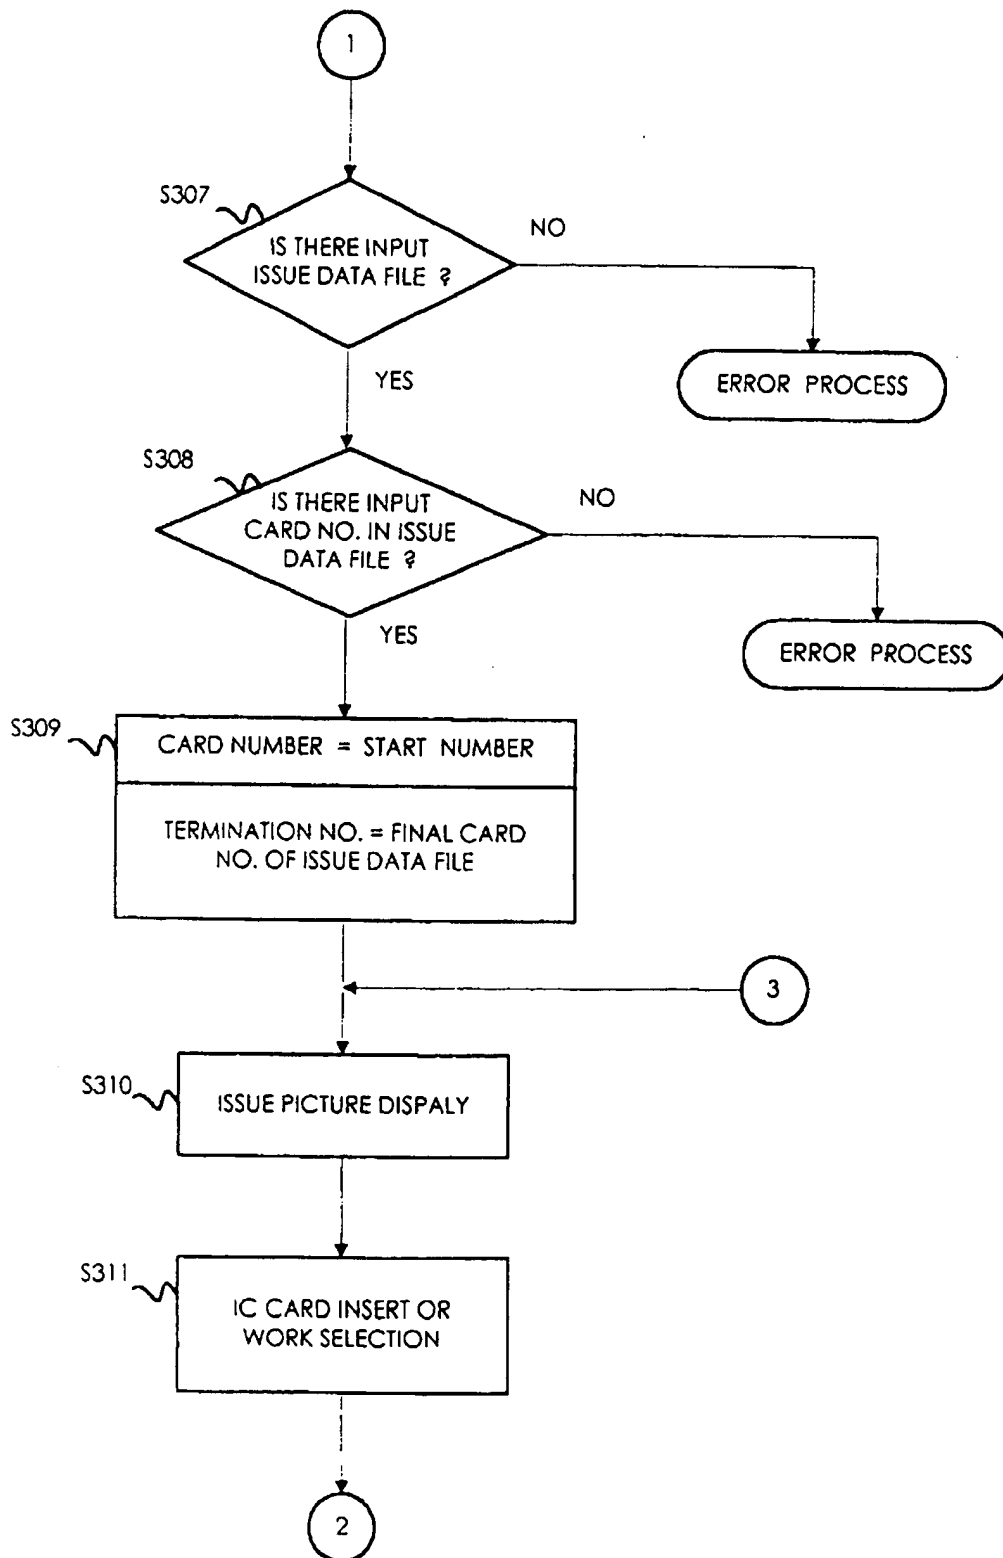 1
S307
IS THERE INPUT
ISSUE DATA FILE ?
NO
ERROR PROCESS
YES
S308
IS THERE INPUT
CARD NO. IN ISSUE
DATA FILE ?
NO
ERROR PROCESS
YES
S309
CARD NUMBER = START NUMBER
TERMINATION NO. = FINAL CARD
NO. OF ISSUE DATA FILE
3
S310
ISSUE PICTURE DISPALY
S311
IC CARD INSERT OR
WORK SELECTION
2